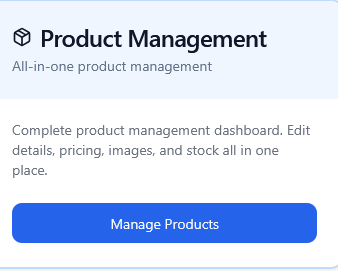 Product Management
All-in-one product management
Complete product management dashboard. Edit
details, pricing, images, and stock all in one
place.
Manage Products